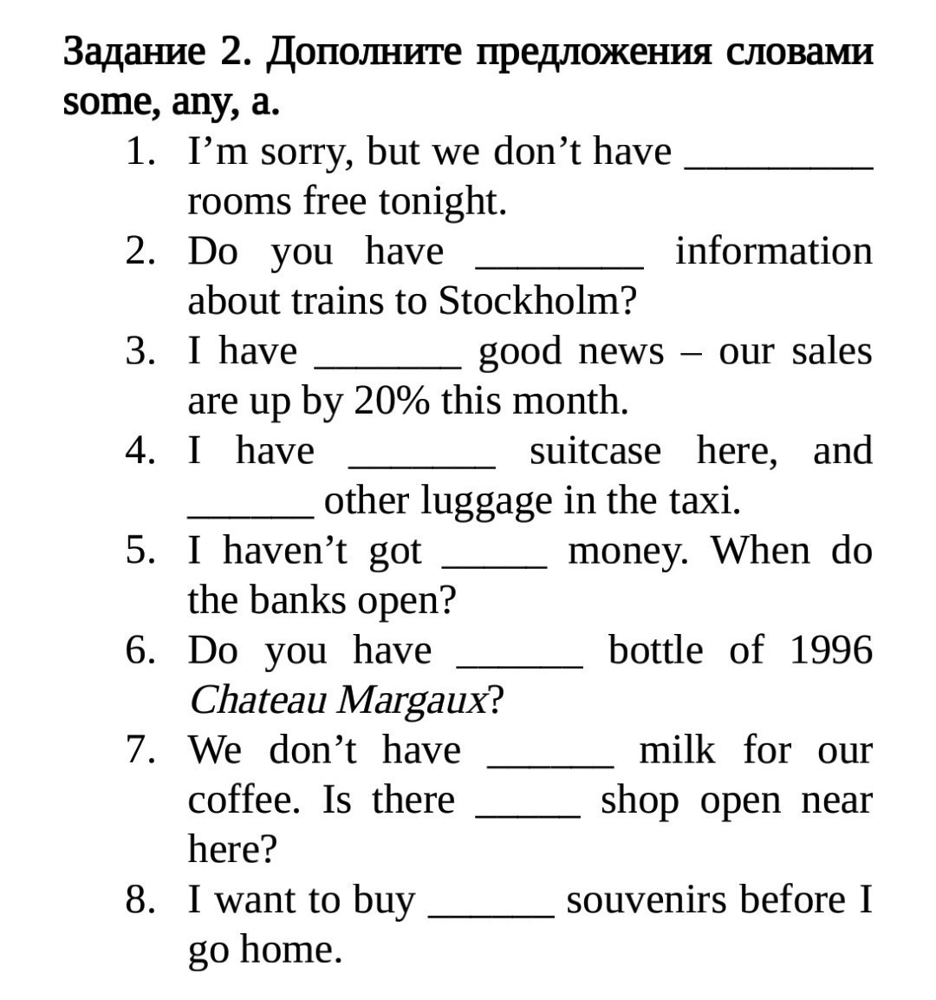 Задание 2. Дополните предложения словами
some, any, a.
1. I’m sorry, but we don’t have _________
rooms free tonight.
2. Do you have ________ information
about trains to Stockholm?
3. I have _______ good news – our sales
are up by 20% this month.
4. I have _______ suitcase here, and
______ other luggage in the taxi.
5. I haven’t got _____ money. When do
the banks open?
6. Do you have ______ bottle of 1996
Chateau Margaux?
7. We don’t have ______ milk for our
coffee. Is there _____ shop open near
here?
8. I want to buy ______ souvenirs before I
go home.